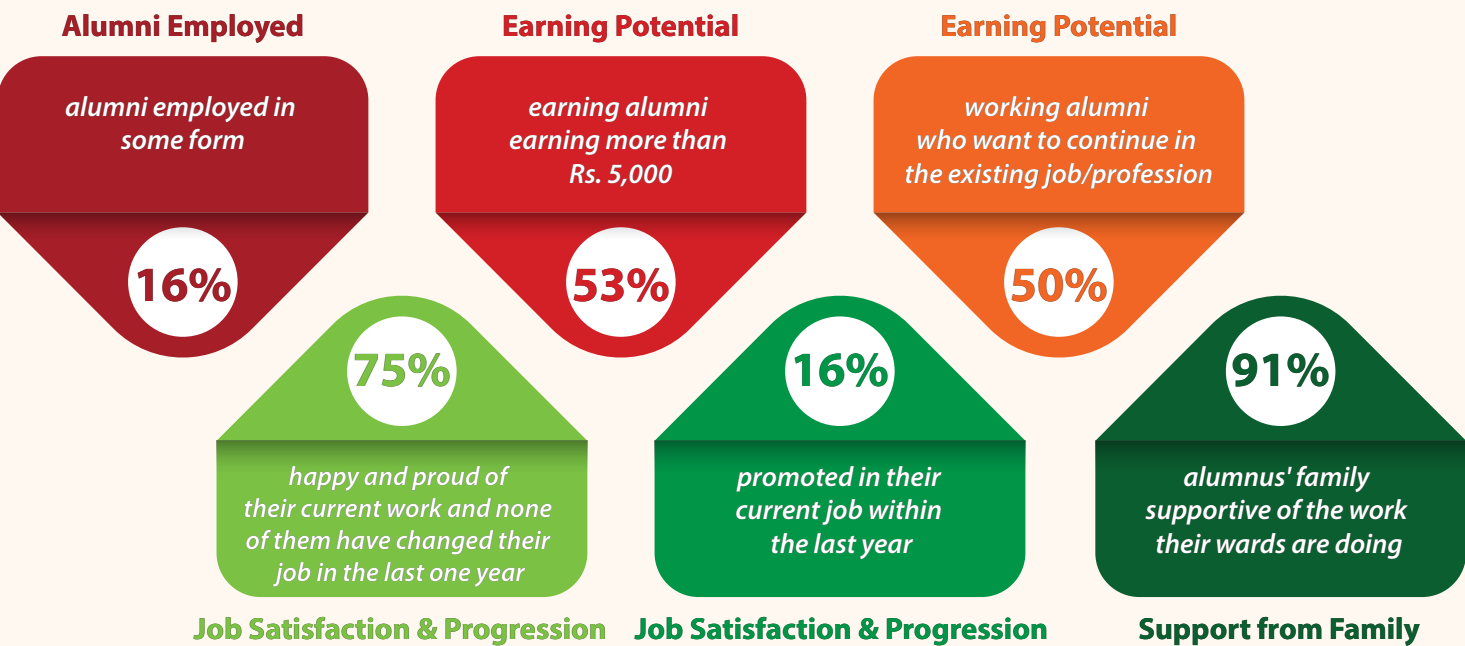 Alumni Employed
alumni employed in
some form
16%
Earning Potential
earning alumni
earning more than
Rs. 5,000
53%
Earning Potential
working alumni
who want to continue in
the existing job/profession
50%
75%
happy and proud of
their current work and none
of them have changed their
job in the last one year
Job Satisfaction & Progression
16%
promoted in their
current job within
the last year
Job Satisfaction & Progression
91%
alumnus' family
supportive of the work
their wards are doing
Support from Family